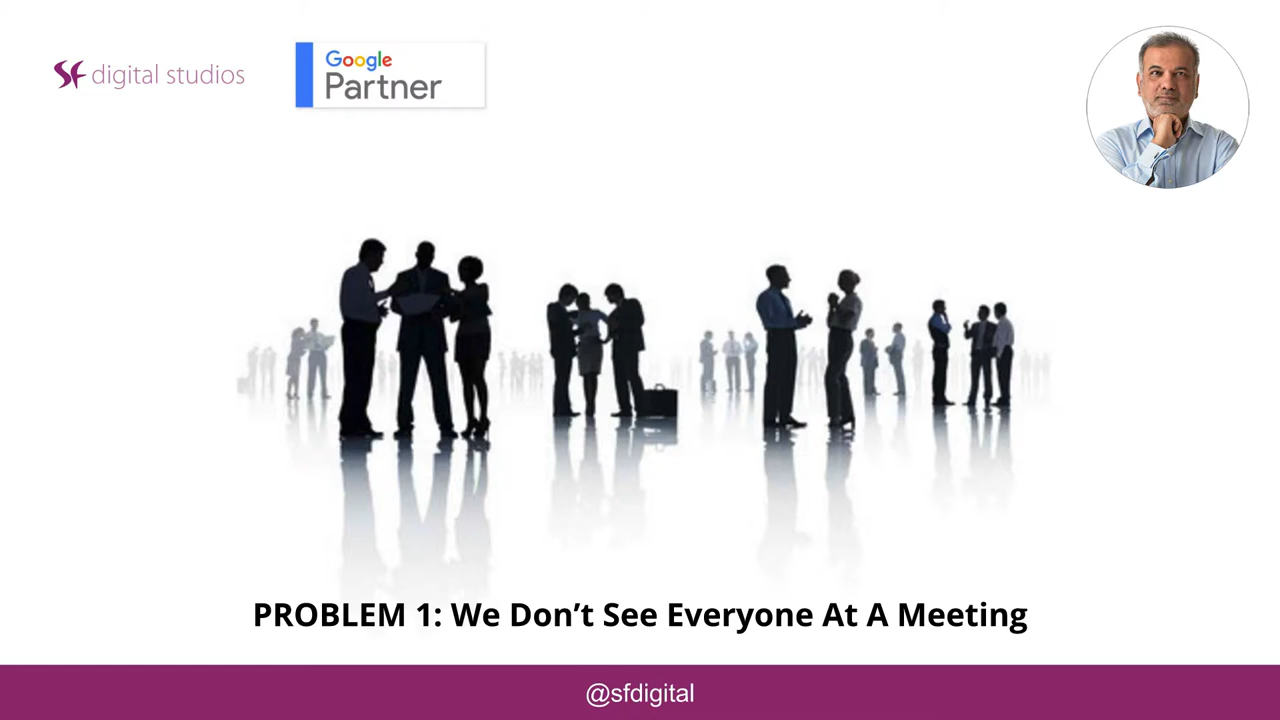 SF digital studios
Google
Partner
PROBLEM 1: We Don’t See Everyone At A Meeting
@sfdigital